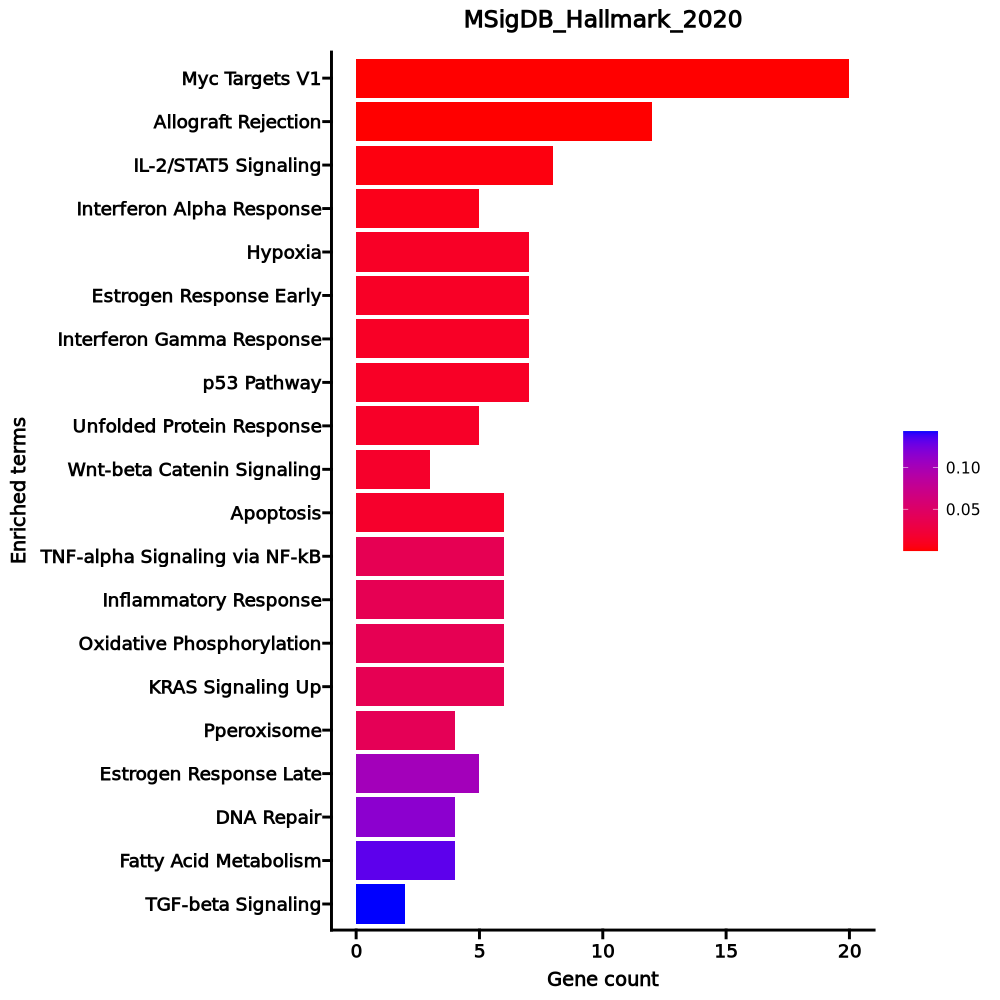 MSigDB_Hallmark_2020
Myc Targets V1
Allograft Rejection
IL-2/STAT5 Signaling
Interferon Alpha Response
Hypoxia
Estrogen Response Early
Interferon Gamma Response
p53 Pathway
Unfolded Protein Response
Wnt-beta Catenin Signaling
Apoptosis
TNF-alpha Signaling via NF-kB
Inflammatory Response
Oxidative Phosphorylation
KRAS Signaling Up
Pperoxisome
Estrogen Response Late
DNA Repair
Fatty Acid Metabolism
TGF-beta Signaling
Enriched terms
0 5 10 15 20
Gene count
0.10
0.05